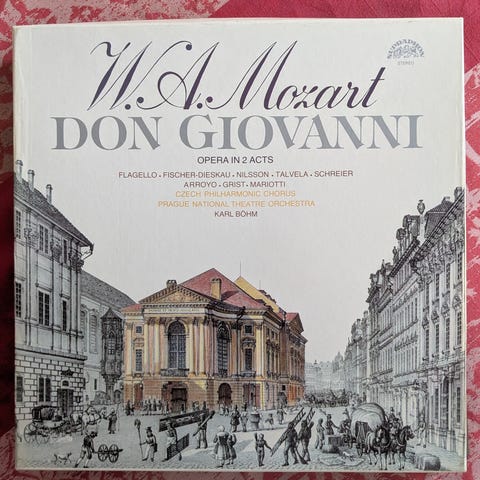 W. A. Mozart
SUPRAPHON
STEREO
DON GIOVANNI
OPERA IN 2 ACTS
FLAGELLO • FISCHER-DIESKAU • NILSSON • TALVELA • SCHREIER
ARROYO • GRIST • MARIOTTI
CZECH PHILHARMONIC CHORUS
PRAGUE NATIONAL THEATRE ORCHESTRA
KARL BÖHM